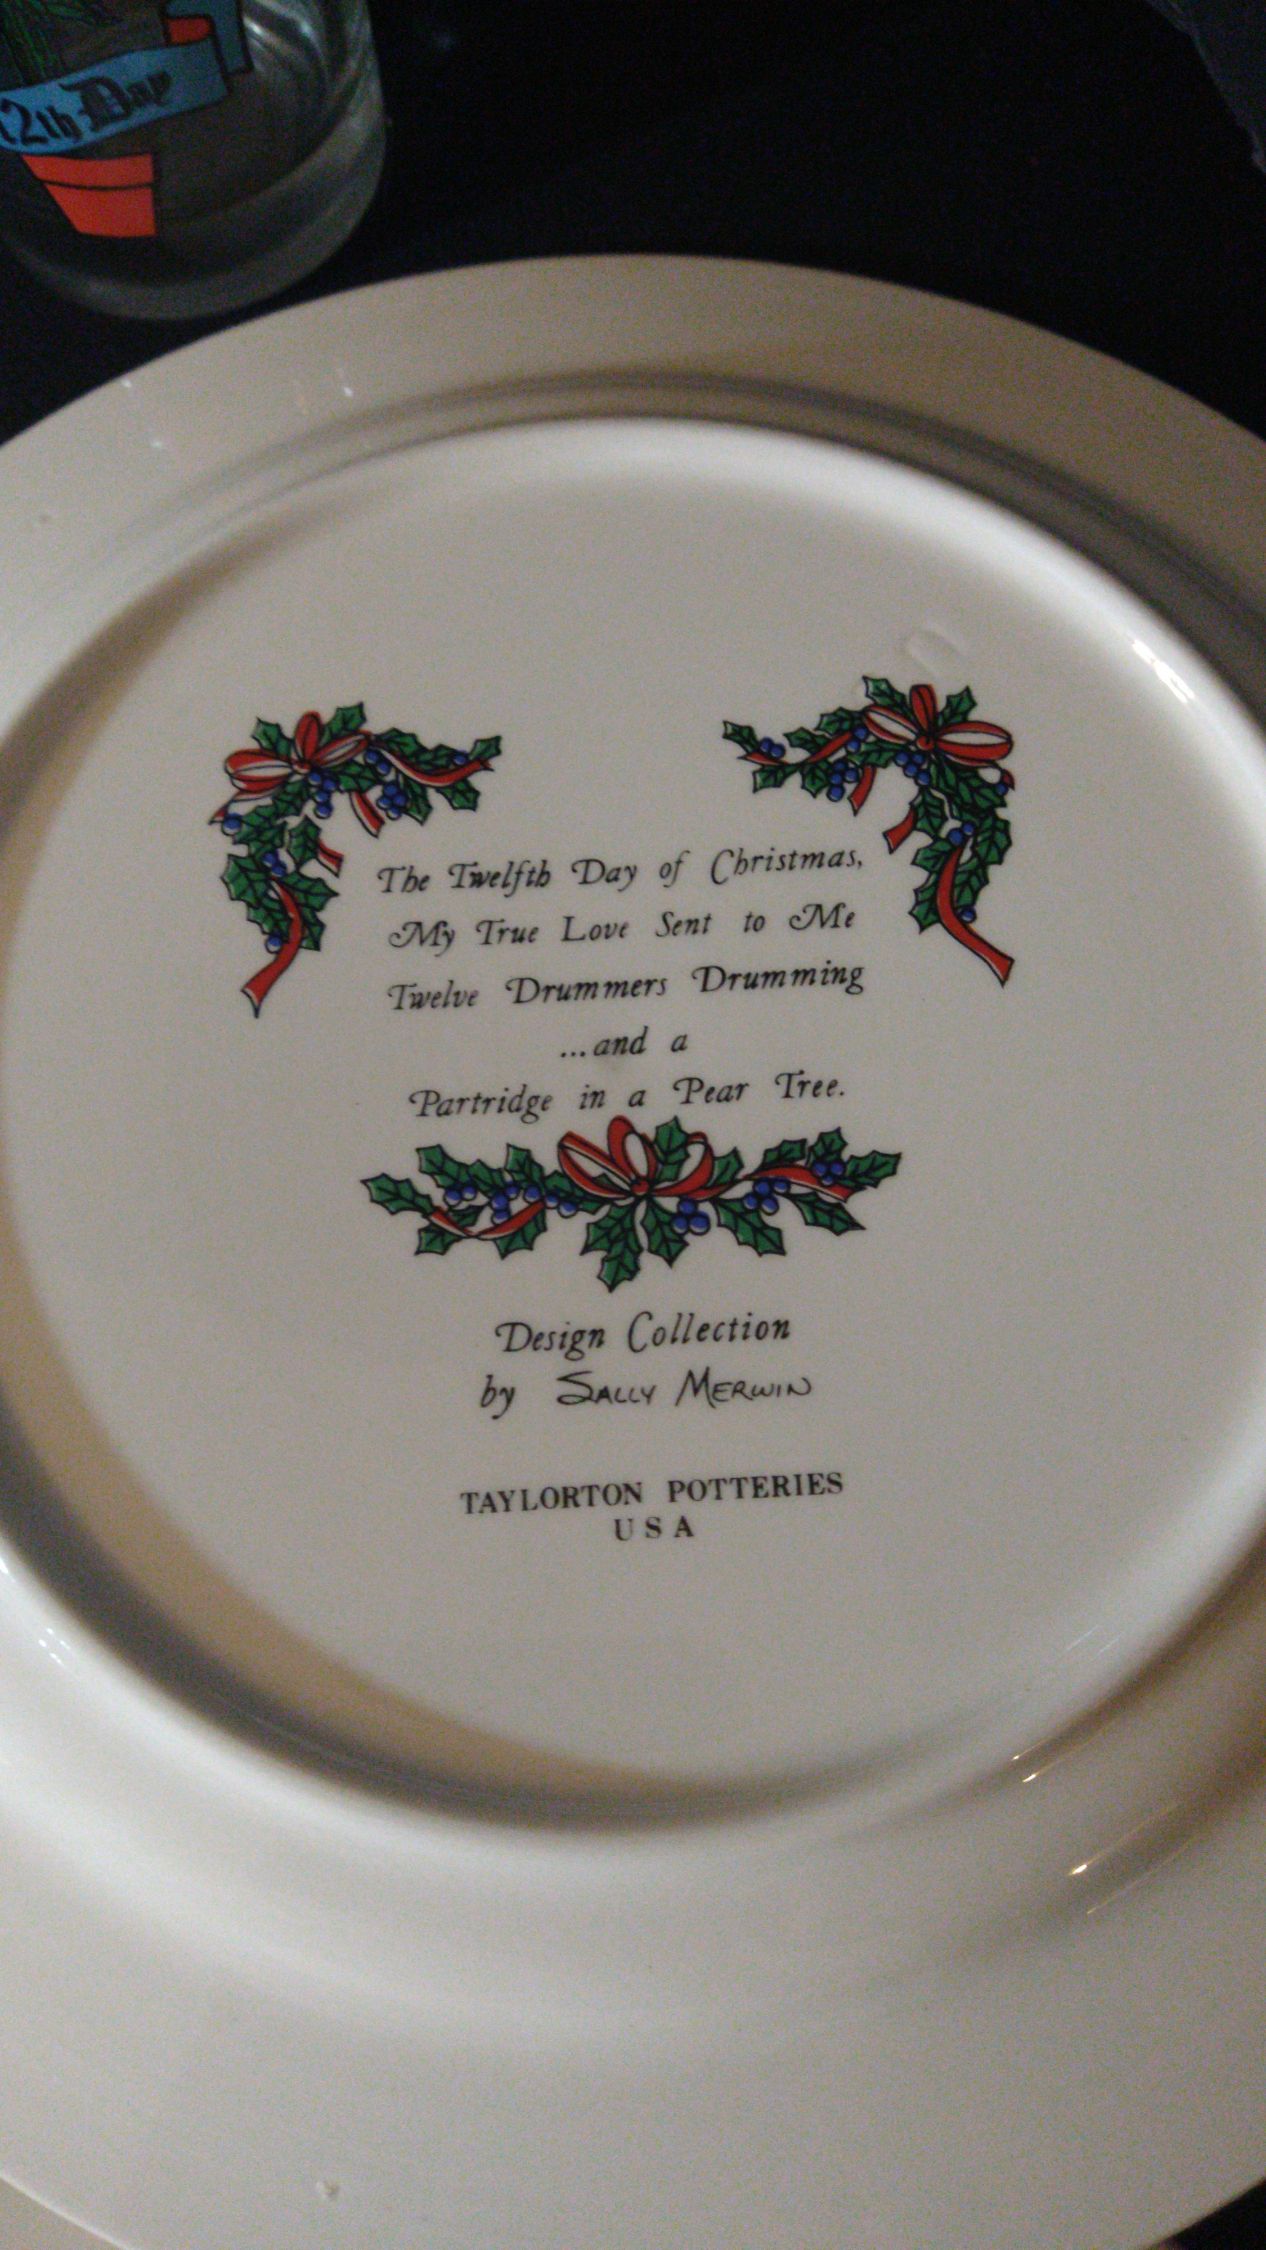 12th Day
The Twelfth Day of Christmas,
My True Love Sent to Me
Twelve Drummers Drumming
...and a
Partridge in a Pear Tree.
Design Collection
by SALLY MERWIN
TAYLORTON POTTERIES
USA